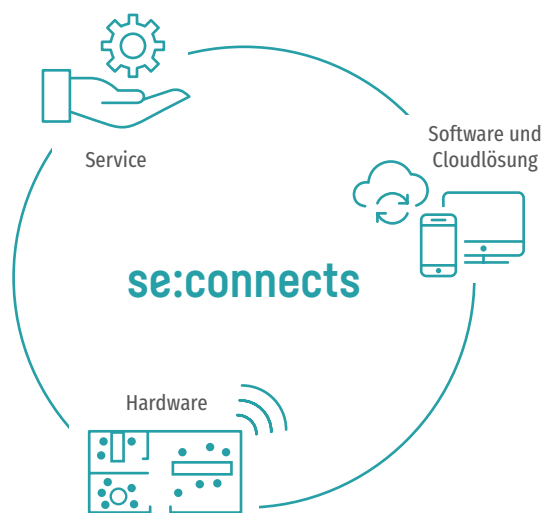 Service
Software und
Cloudlösung
se:connects
Hardware